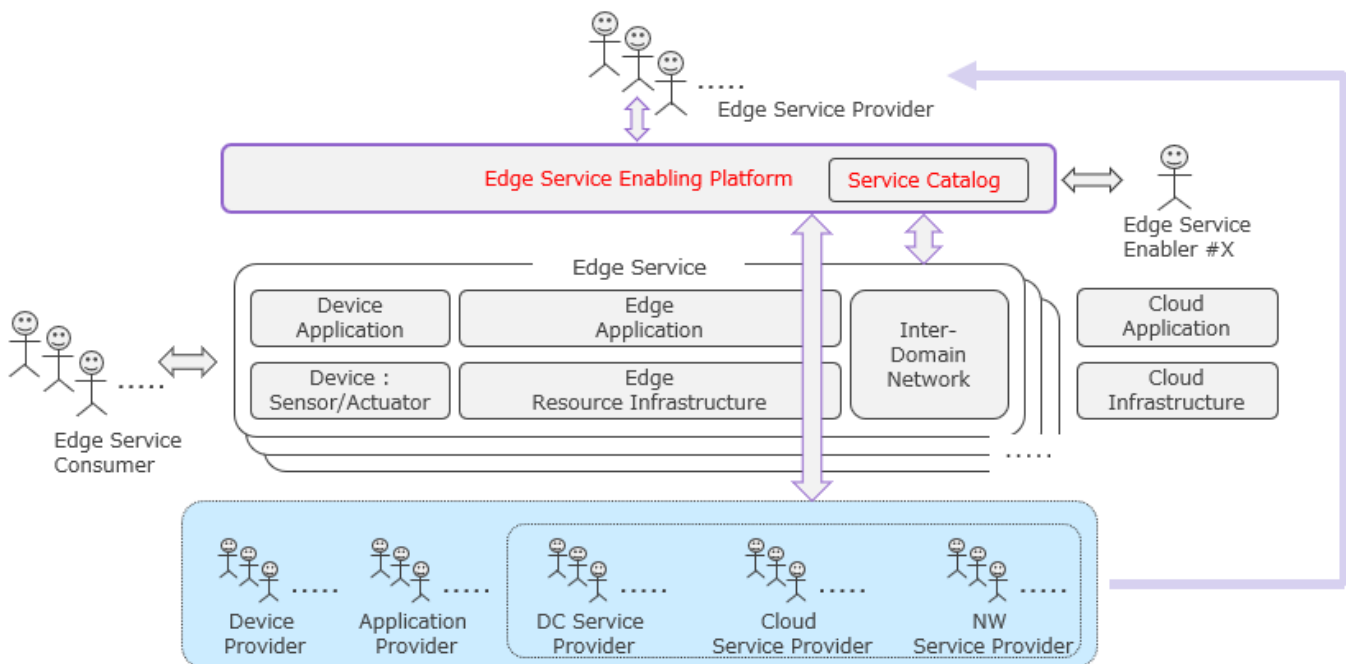 .....
Edge Service Provider
Edge Service Enabling Platform
Service Catalog
Edge Service
Enabler #X
Edge Service
Device
Application
Edge
Application
Inter-
Domain
Network
Cloud
Application
Device :
Sensor/Actuator
Edge
Resource Infrastructure
Cloud
Infrastructure
.....
Edge Service
Consumer
.....
.....
Device
Provider
.....
Application
Provider
.....
DC Service
Provider
.....
Cloud
Service Provider
.....
NW
Service Provider